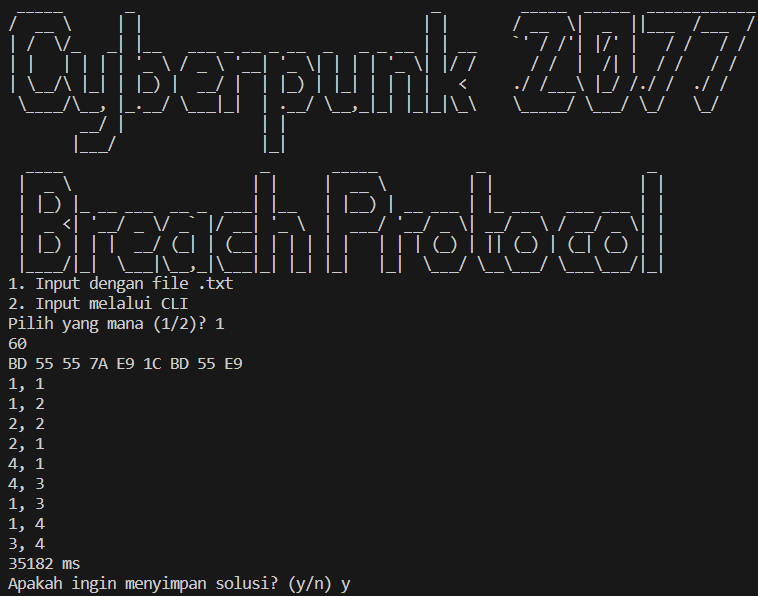 Cyberpunk 2077
Breach Protocol
1. Input dengan file .txt
2. Input melalui CLI
Pilih yang mana (1/2)? 1
60
BD 55 55 7A E9 1C BD 55 E9
1, 1
1, 2
2, 2
2, 1
4, 1
4, 3
1, 3
1, 4
3, 4
35182 ms
Apakah ingin menyimpan solusi? (y/n) y